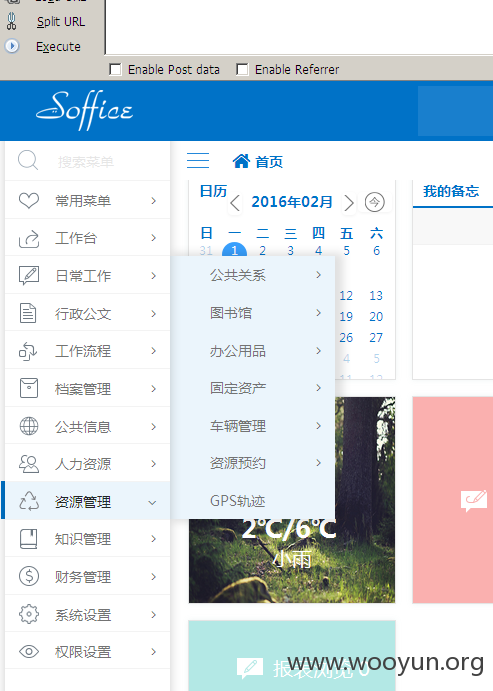 Split URL
Execute
Enable Post data Enable Referrer
Soffice
搜索菜单
首页
常用菜单
工作台
日常工作
行政公文
工作流程
档案管理
公共信息
人力资源
资源管理
知识管理
财务管理
系统设置
权限设置
公共关系
图书馆
办公用品
固定资产
车辆管理
资源预约
GPS轨迹
日历
2016年02月
今
日 一 二 三 四 五 六
31 1 2 3 4 5 6
12 13
19 20
26 27
4 5
11 12
我的备忘
2℃/6℃
小雨
报表浏览
www.wooyun.org